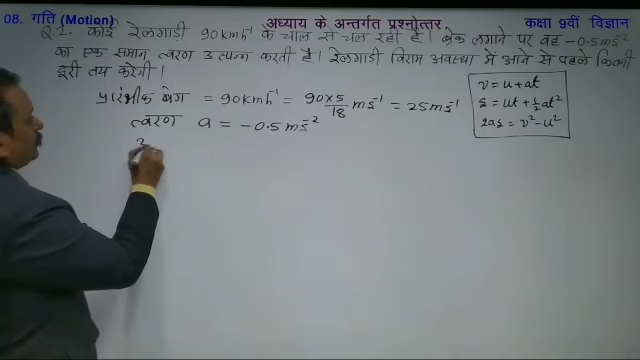 08. गति (Motion) अध्याय के अन्तर्गत प्रश्नोत्तर कक्षा 9वीं विज्ञान
Q.2. कोई रेलगाडी 90 kmh⁻¹ के चाल से चल रही है। ब्रेक लगाने पर वह -0.5 ms⁻²
का एक समान त्वरण उत्पन्न करती है। रेलगाडी विराम अवस्था में आने से पहले कितनी
दूरी तय करेगी।
प्रारंभीक वेग = 90 kmh⁻¹ = 90×5/18 ms⁻¹ = 25 ms⁻¹
त्वरण a = -0.5 ms⁻²
v = u + at
s = ut + ½at²
2as = v² - u²